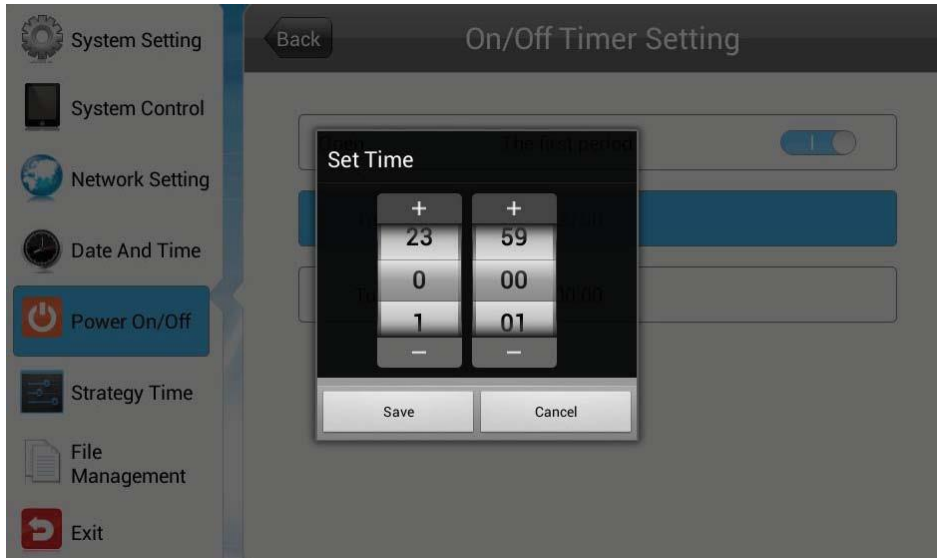 System Setting
System Control
Network Setting
Date And Time
Power On/Off
Strategy Time
File
Management
Exit
Back
On/Off Timer Setting
The first period
Set Time
+ +
23 59
0 00
1 01
− −
Save Cancel